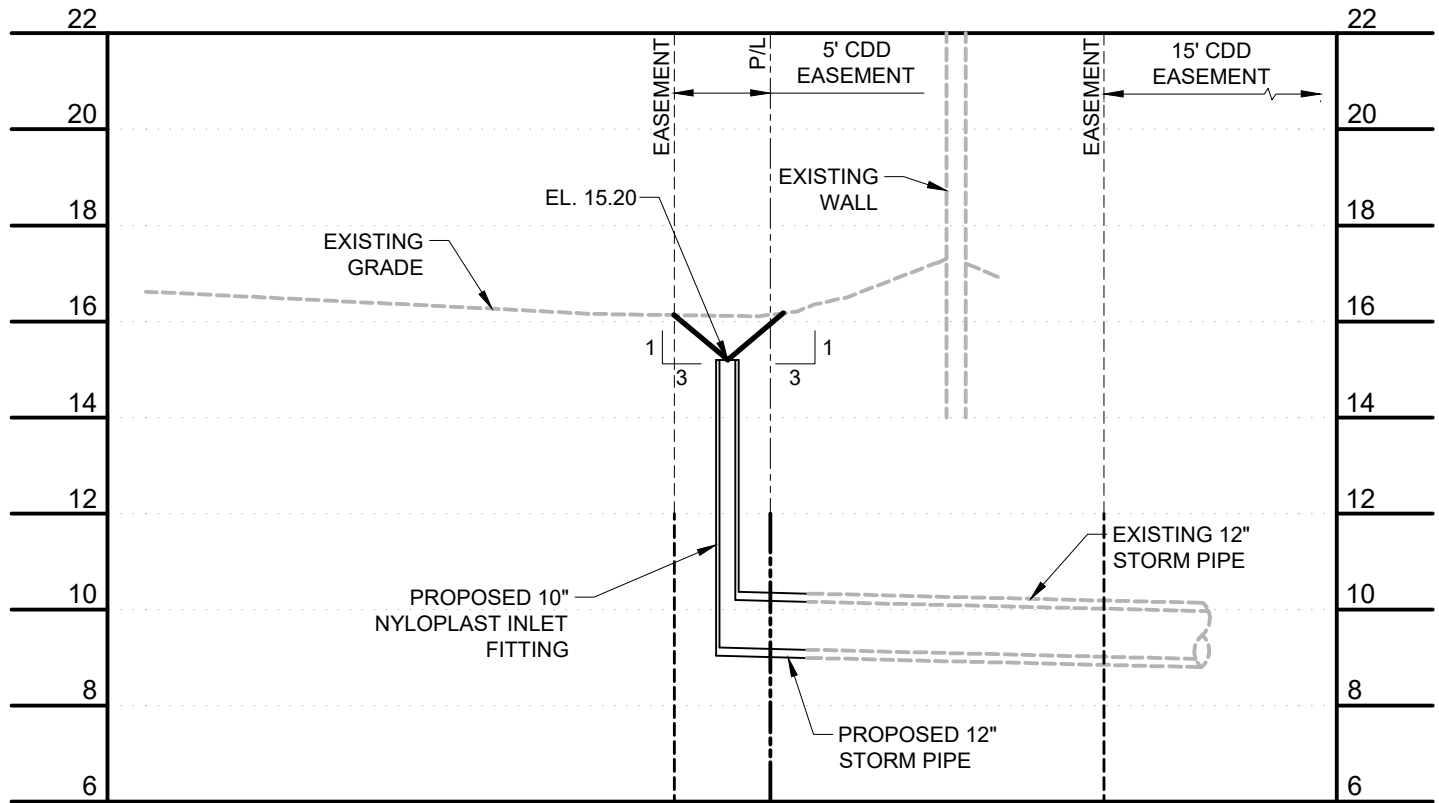 22
22
EASEMENT
P/L
5' CDD
EASEMENT
EASEMENT
15' CDD
EASEMENT
20
20
EXISTING
WALL
EL. 15.20
18
18
EXISTING
GRADE
16
16
1
3
1
3
14
14
12
12
EXISTING 12"
STORM PIPE
PROPOSED 10"
NYLOPLAST INLET
FITTING
10
10
8
8
PROPOSED 12"
STORM PIPE
6
6